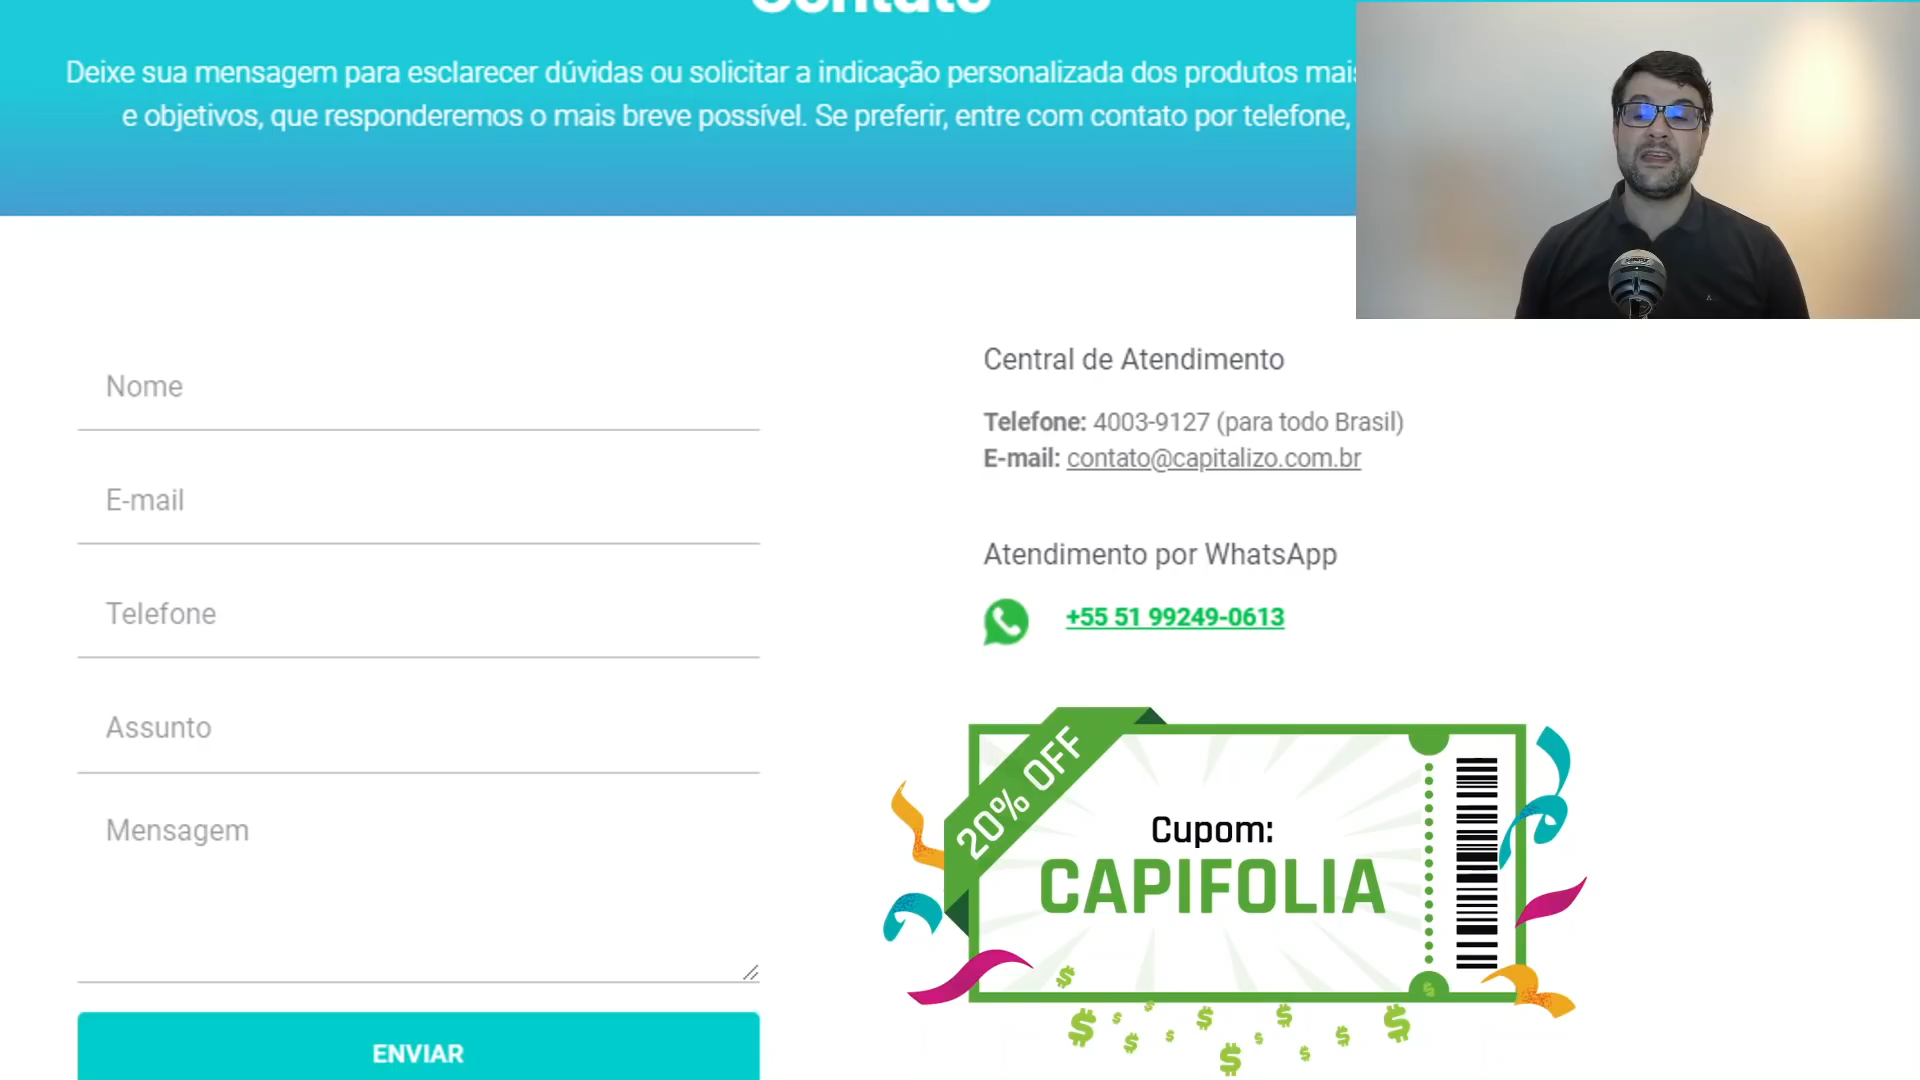 Contato
Deixe sua mensagem para esclarecer dúvidas ou solicitar a indicação personalizada dos produtos mais
e objetivos, que responderemos o mais breve possível. Se preferir, entre com contato por telefone,
Nome
E-mail
Telefone
Assunto
Mensagem
ENVIAR
Central de Atendimento
Telefone: 4003-9127 (para todo Brasil)
E-mail: contato@capitalizo.com.br
Atendimento por WhatsApp
+55 51 99249-0613
20% OFF
Cupom:
CAPIFOLIA